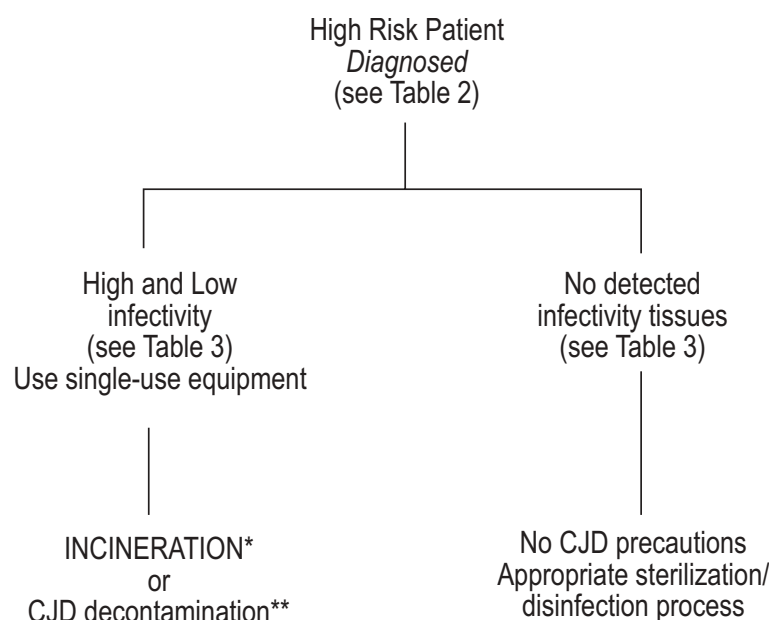 High Risk Patient
Diagnosed
(see Table 2)
High and Low
infectivity
(see Table 3)
Use single-use equipment
No detected
infectivity tissues
(see Table 3)
INCINERATION*
or
CJD decontamination**
No CJD precautions
Appropriate sterilization/
disinfection process